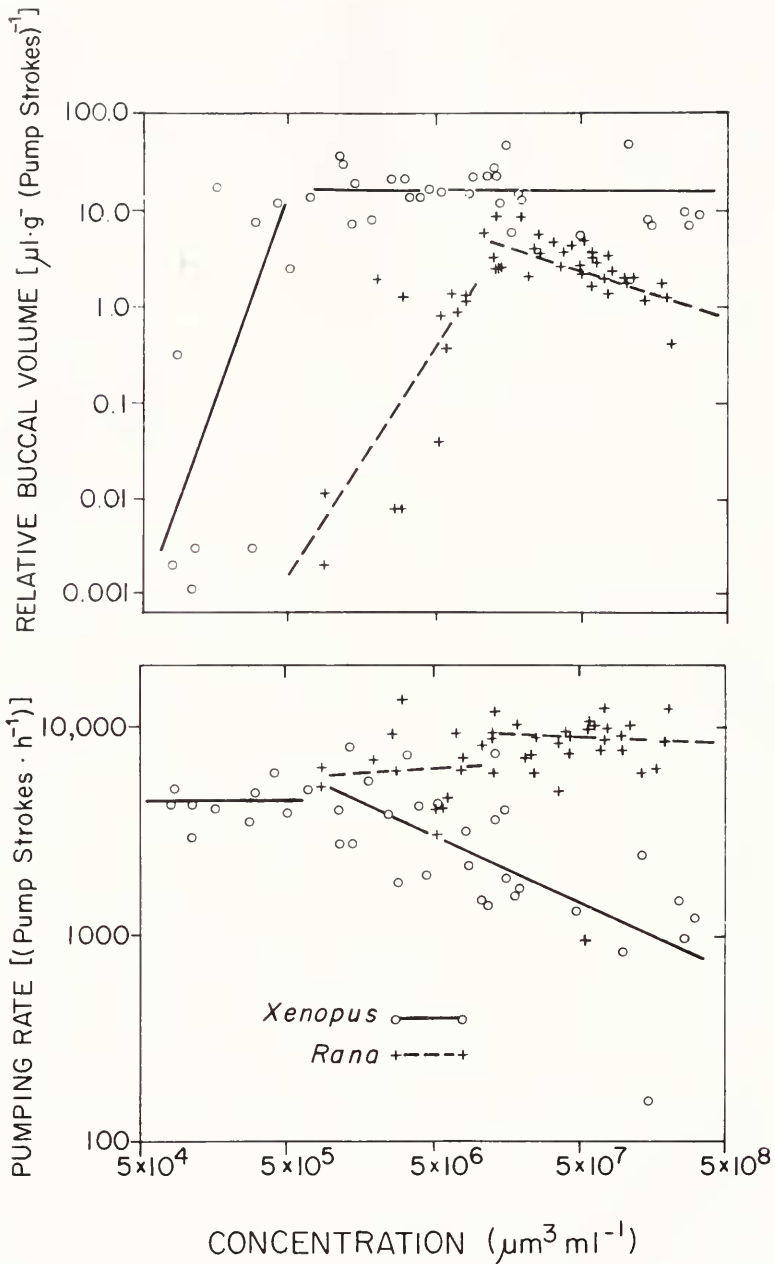 RELATIVE BUCCAL VOLUME [μl·g⁻ (Pump Strokes)⁻¹]
100.0
10.0
1.0
0.1
0.01
0.001
PUMPING RATE [(Pump Strokes · h⁻¹)]
10,000
1000
100
Xenopus
Rana
5×10⁴
5×10⁵
5×10⁶
5×10⁷
5×10⁸
CONCENTRATION (μm³ ml⁻¹)